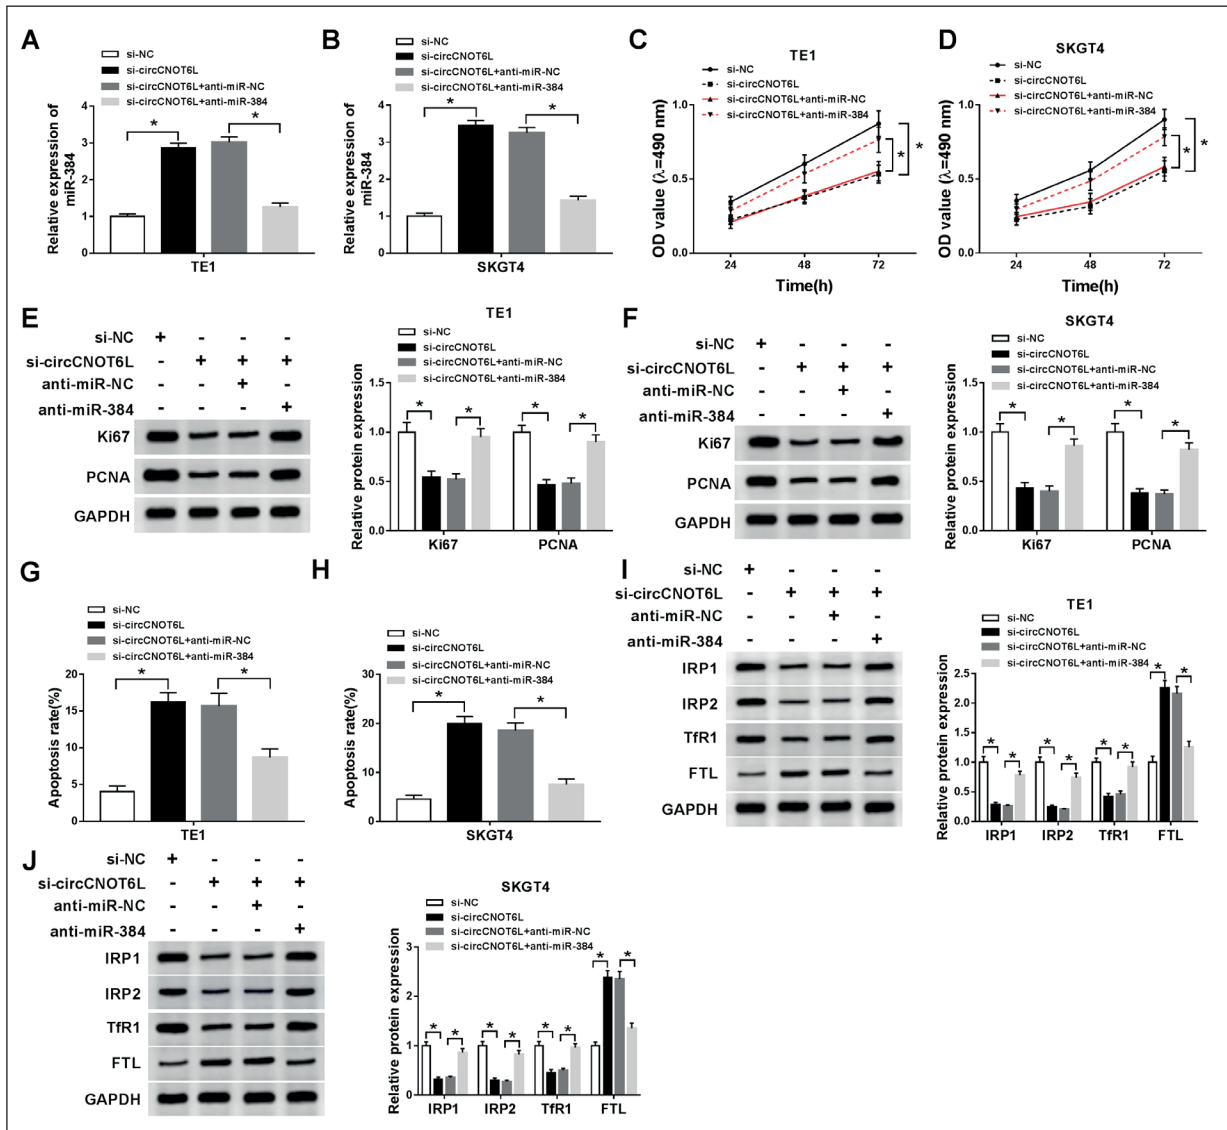 A
si-NC
si-circCNOT6L
si-circCNOT6L+anti-miR-NC
si-circCNOT6L+anti-miR-384
Relative expression of
miR-384
4
3
2
1
0
*
*
TE1
B
si-NC
si-circCNOT6L
si-circCNOT6L+anti-miR-NC
si-circCNOT6L+anti-miR-384
Relative expression of
miR-384
4
3
2
1
0
*
*
SKGT4
C
TE1
si-NC
si-circCNOT6L
si-circCNOT6L+anti-miR-NC
si-circCNOT6L+anti-miR-384
OD value (λ=490 nm)
1.0
0.5
0.0
24
48
72
Time(h)
*
*
D
SKGT4
si-NC
si-circCNOT6L
si-circCNOT6L+anti-miR-NC
si-circCNOT6L+anti-miR-384
OD value (λ=490 nm)
1.0
0.5
0.0
24
48
72
Time(h)
*
*
E
si-NC + - - -
si-circCNOT6L - + + +
anti-miR-NC - - + -
anti-miR-384 - - - +
Ki67
PCNA
GAPDH
TE1
si-NC
si-circCNOT6L
si-circCNOT6L+anti-miR-NC
si-circCNOT6L+anti-miR-384
Relative protein expression
1.5
1.0
0.5
0.0
*
*
*
*
Ki67
PCNA
F
si-NC + - - -
si-circCNOT6L - + + +
anti-miR-NC - - + -
anti-miR-384 - - - +
Ki67
PCNA
GAPDH
SKGT4
si-NC
si-circCNOT6L
si-circCNOT6L+anti-miR-NC
si-circCNOT6L+anti-miR-384
Relative protein expression
1.5
1.0
0.5
0.0
*
*
*
*
Ki67
PCNA
G
si-NC
si-circCNOT6L
si-circCNOT6L+anti-miR-NC
si-circCNOT6L+anti-miR-384
Apoptosis rate(%)
20
15
10
5
0
*
*
TE1
H
si-NC
si-circCNOT6L
si-circCNOT6L+anti-miR-NC
si-circCNOT6L+anti-miR-384
Apoptosis rate(%)
30
20
10
0
*
*
SKGT4
I
si-NC + - - -
si-circCNOT6L - + + +
anti-miR-NC - - + -
anti-miR-384 - - - +
IRP1
IRP2
TfR1
FTL
GAPDH
TE1
si-NC
si-circCNOT6L
si-circCNOT6L+anti-miR-NC
si-circCNOT6L+anti-miR-384
Relative protein expression
2.5
2.0
1.5
1.0
0.5
0.0
*
*
*
*
*
*
*
*
IRP1
IRP2
TfR1
FTL
J
si-NC + - - -
si-circCNOT6L - + + +
anti-miR-NC - - + -
anti-miR-384 - - - +
IRP1
IRP2
TfR1
FTL
GAPDH
SKGT4
si-NC
si-circCNOT6L
si-circCNOT6L+anti-miR-NC
si-circCNOT6L+anti-miR-384
Relative protein expression
3
2
1
0
*
*
*
*
*
*
*
*
IRP1
IRP2
TfR1
FTL